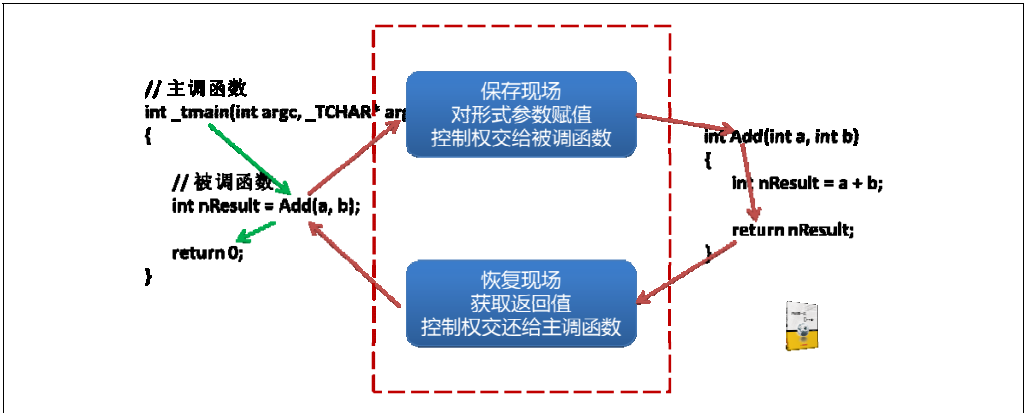 // 主调函数
int _tmain(int argc, _TCHAR* arg
{
// 被调函数
int nResult = Add(a, b);
return 0;
}
保存现场
对形式参数赋值
控制权交给被调函数
int Add(int a, int b)
{
int nResult = a + b;
return nResult;
}
恢复现场
获取返回值
控制权交还给主调函数